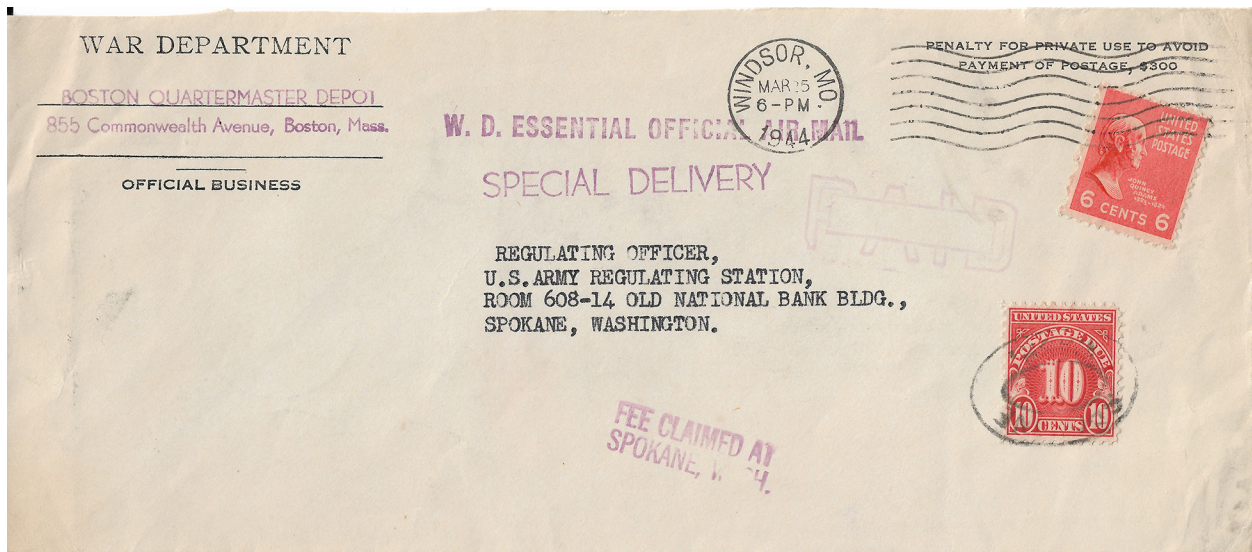 WAR DEPARTMENT
BOSTON QUARTERMASTER DEPOT
855 Commonwealth Avenue, Boston, Mass.
OFFICIAL BUSINESS
WINDSOR, MO
MAR 25
6-PM
1944
PENALTY FOR PRIVATE USE TO AVOID
PAYMENT OF POSTAGE, $300
W. D. ESSENTIAL OFFICIAL AIR MAIL
SPECIAL DELIVERY
UNITED
STATES
POSTAGE
JOHN
QUINCY
ADAMS
6 CENTS 6
REGULATING OFFICER,
U.S.ARMY REGULATING STATION,
ROOM 608-14 OLD NATIONAL BANK BLDG.,
SPOKANE, WASHINGTON.
UNITED STATES
POSTAGE DUE
10
10 CENTS 10
FEE CLAIMED AT
SPOKANE,